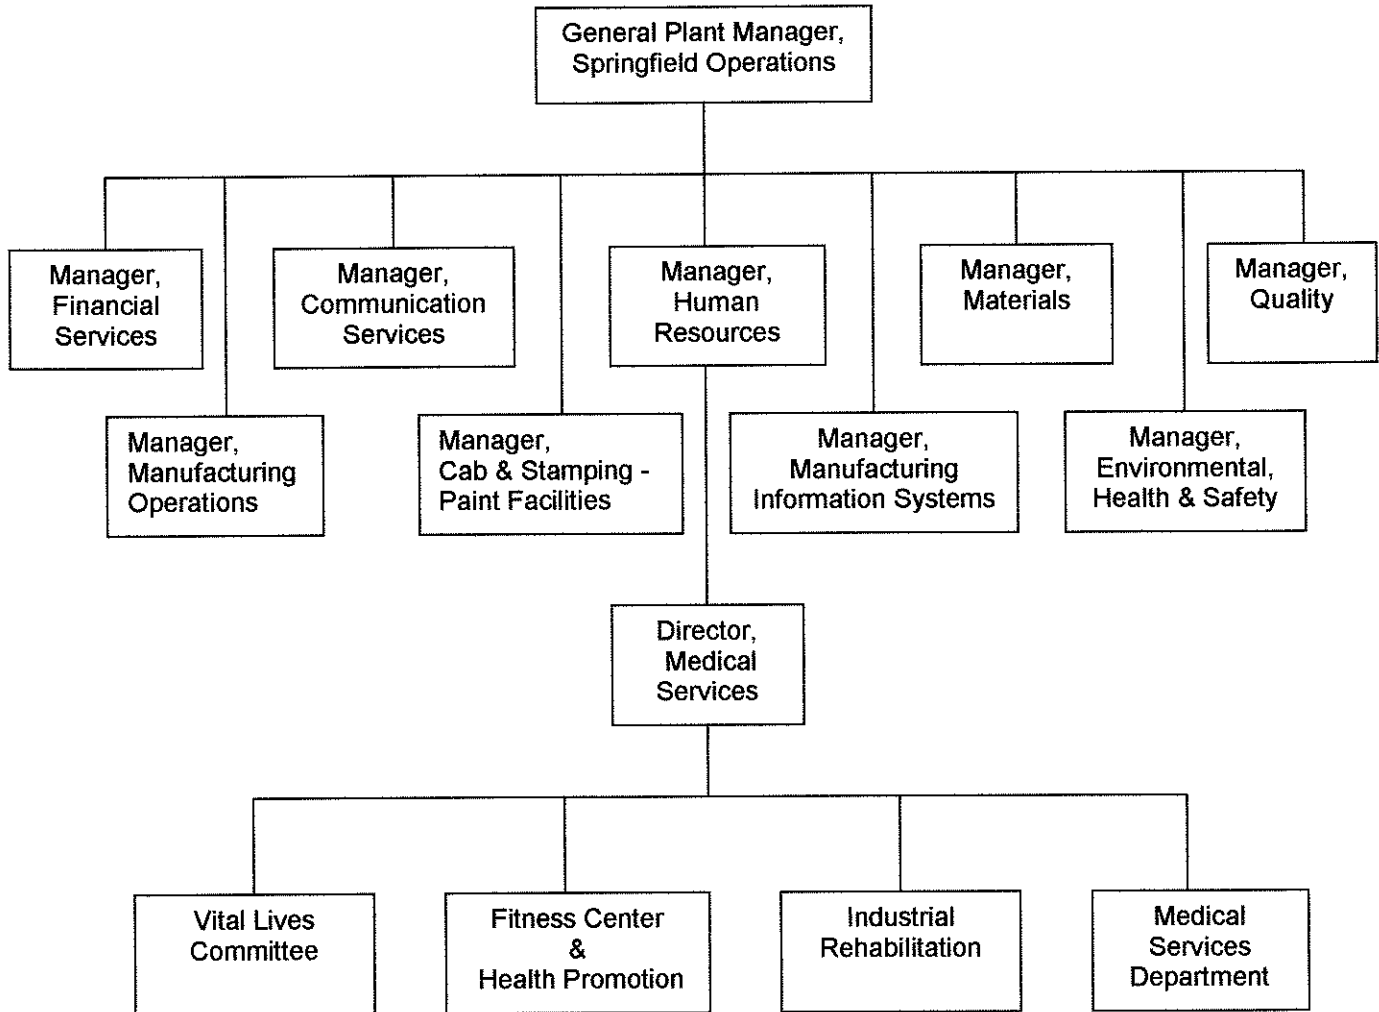 General Plant Manager,
Springfield Operations
Manager,
Financial
Services
Manager,
Communication
Services
Manager,
Human
Resources
Manager,
Materials
Manager,
Quality
Manager,
Manufacturing
Operations
Manager,
Cab & Stamping -
Paint Facilities
Manager,
Manufacturing
Information Systems
Manager,
Environmental,
Health & Safety
Director,
Medical
Services
Vital Lives
Committee
Fitness Center
&
Health Promotion
Industrial
Rehabilitation
Medical
Services
Department